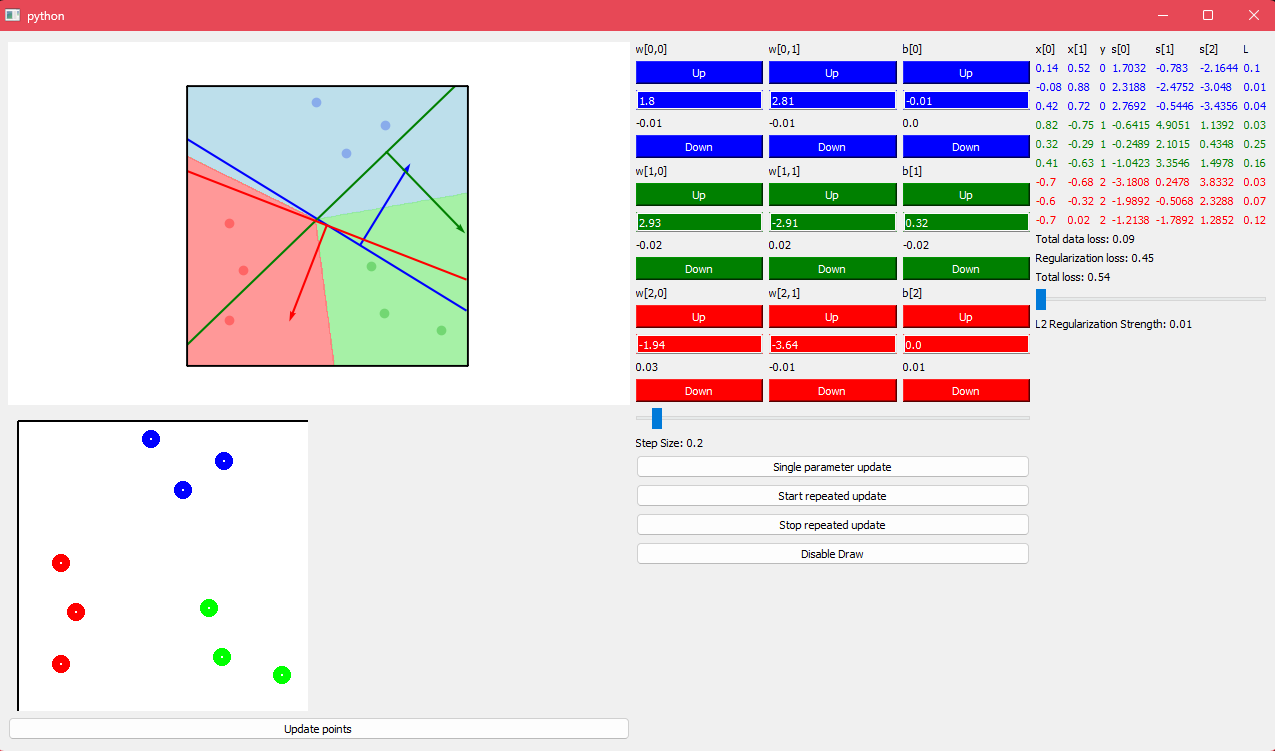 python
w[0,0] w[0,1] b[0]
Up Up Up
1.8 2.81 -0.01
-0.01 -0.01 0.0
Down Down Down
w[1,0] w[1,1] b[1]
Up Up Up
2.93 -2.91 0.32
-0.02 0.02 -0.02
Down Down Down
w[2,0] w[2,1] b[2]
Up Up Up
-1.94 -3.64 0.0
0.03 -0.01 0.01
Down Down Down
Step Size: 0.2
Single parameter update
Start repeated update
Stop repeated update
Disable Draw
x[0] x[1] y s[0] s[1] s[2] L
0.14 0.52 0 1.7032 -0.783 -2.1644 0.1
-0.08 0.88 0 2.3188 -2.4752 -3.048 0.01
0.42 0.72 0 2.7692 -0.5446 -3.4356 0.04
0.82 -0.75 1 -0.6415 4.9051 1.1392 0.03
0.32 -0.29 1 -0.2489 2.1015 0.4348 0.25
0.41 -0.63 1 -1.0423 3.3546 1.4978 0.16
-0.7 -0.68 2 -3.1808 0.2478 3.8332 0.03
-0.6 -0.32 2 -1.9892 -0.5068 2.3288 0.07
-0.7 0.02 2 -1.2138 -1.7892 1.2852 0.12
Total data loss: 0.09
Regularization loss: 0.45
Total loss: 0.54
L2 Regularization Strength: 0.01
Update points